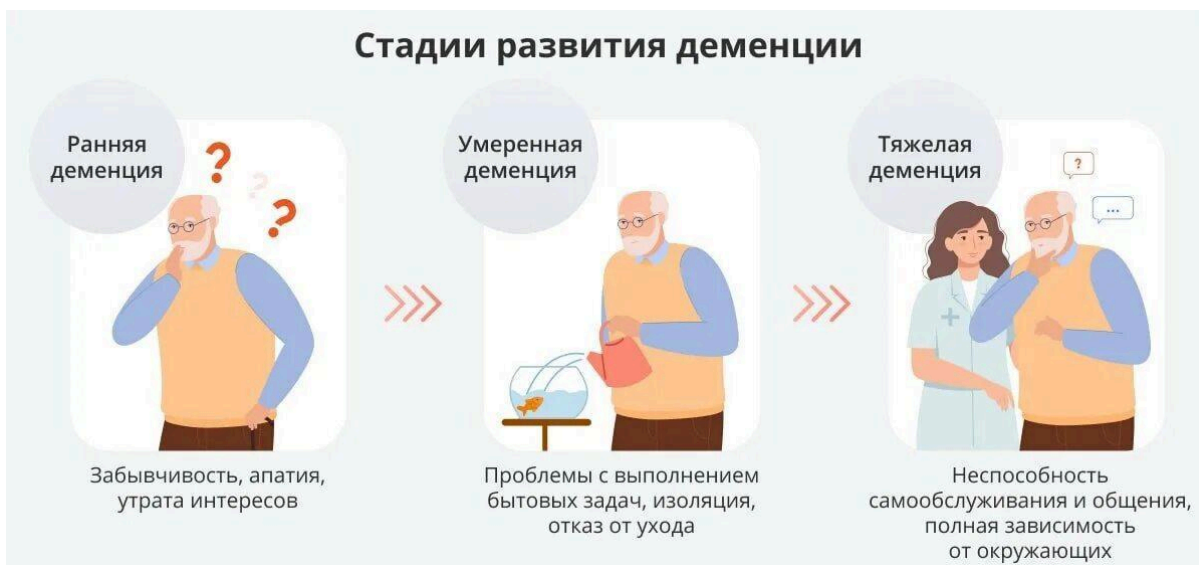 Стадии развития деменции
Ранняя
деменция
? ? ?
Забывчивость, апатия,
утрата интересов
Умеренная
деменция
Проблемы с выполнением
бытовых задач, изоляция,
отказ от ухода
Тяжелая
деменция
?
...
Неспособность
самообслуживания и общения,
полная зависимость
от окружающих